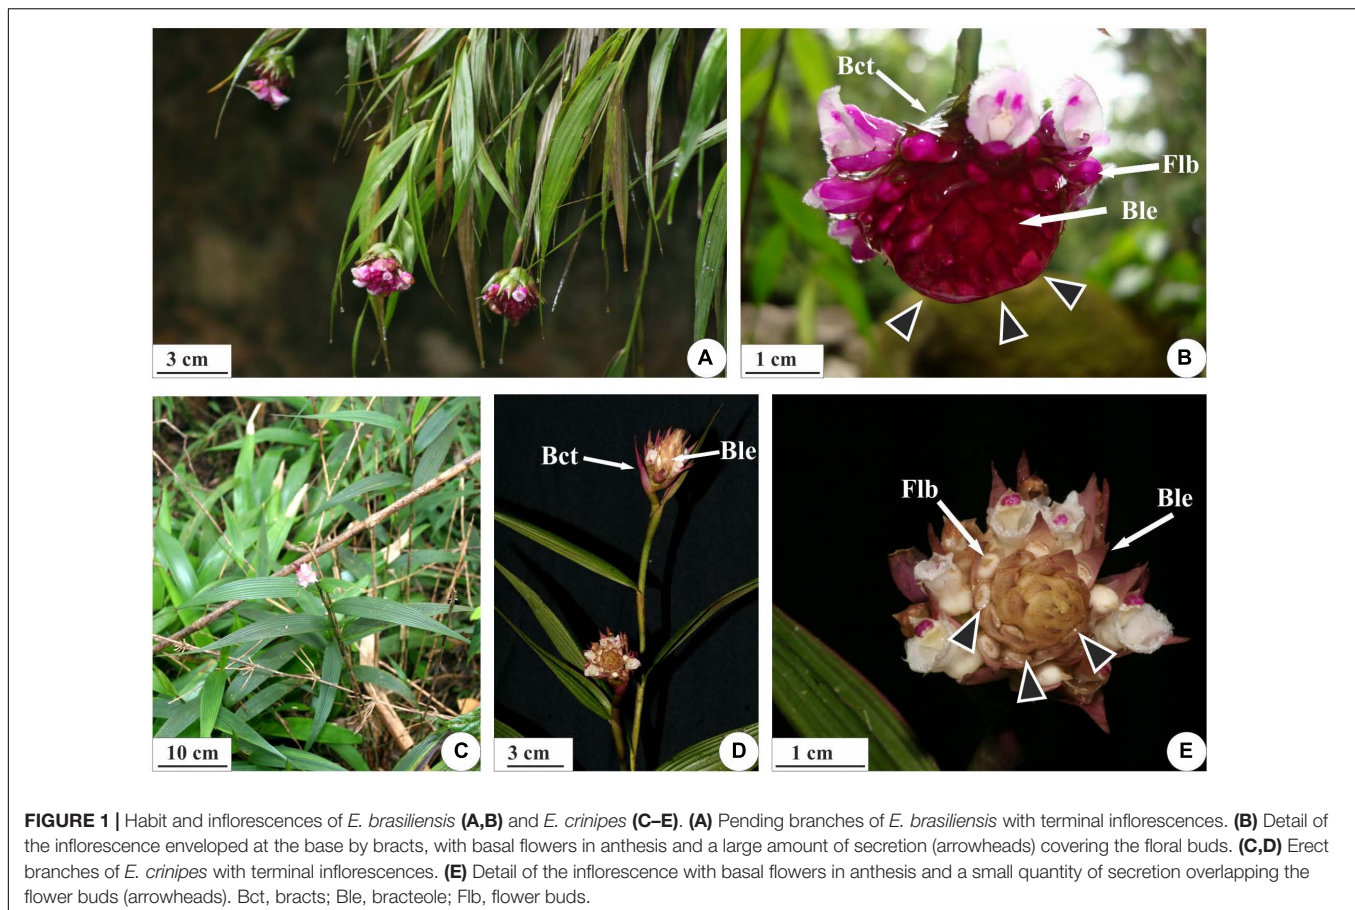 Bct
Flb
Ble
3 cm
A
1 cm
B
Bct
Ble
Flb
Ble
10 cm
C
3 cm
D
1 cm
E
FIGURE 1 | Habit and inflorescences of E. brasiliensis (A,B) and E. crinipes (C–E). (A) Pending branches of E. brasiliensis with terminal inflorescences. (B) Detail of
the inflorescence enveloped at the base by bracts, with basal flowers in anthesis and a large amount of secretion (arrowheads) covering the floral buds. (C,D) Erect
branches of E. crinipes with terminal inflorescences. (E) Detail of the inflorescence with basal flowers in anthesis and a small quantity of secretion overlapping the
flower buds (arrowheads). Bct, bracts; Ble, bracteole; Flb, flower buds.